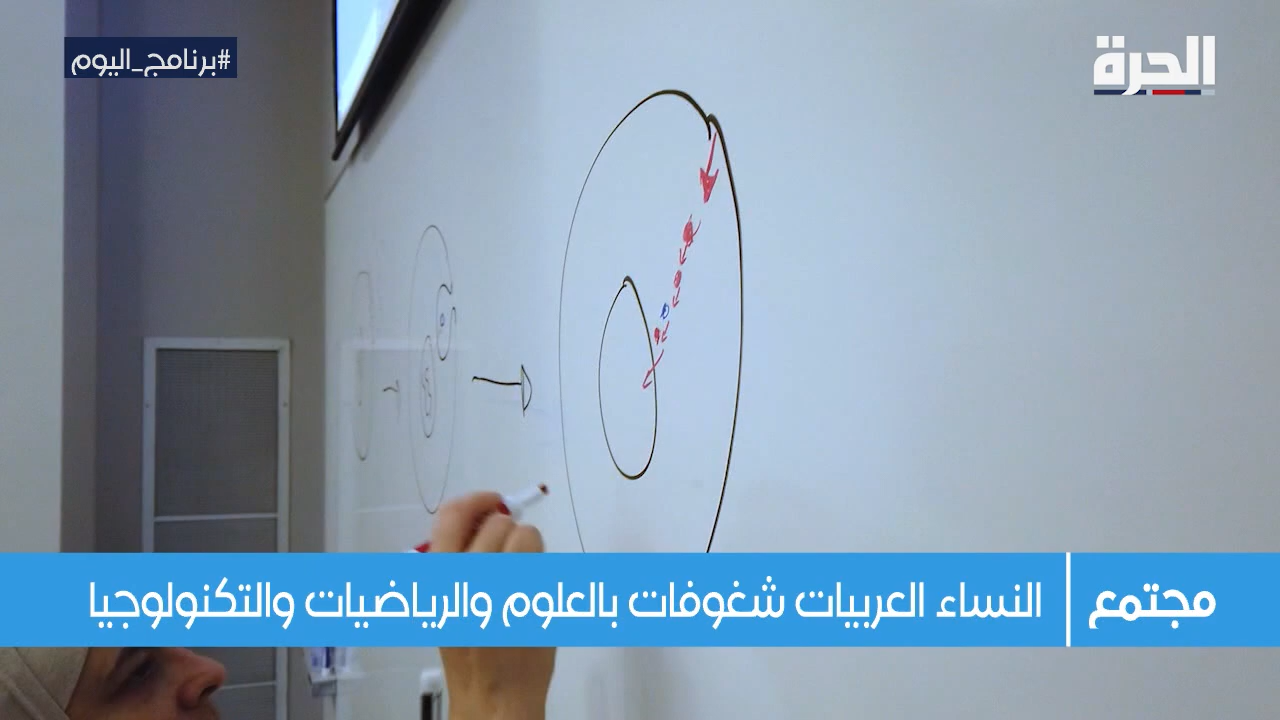 #برنامج_اليوم
الحرة
مجتمع
النساء العربيات شغوفات بالعلوم والرياضيات والتكنولوجيا